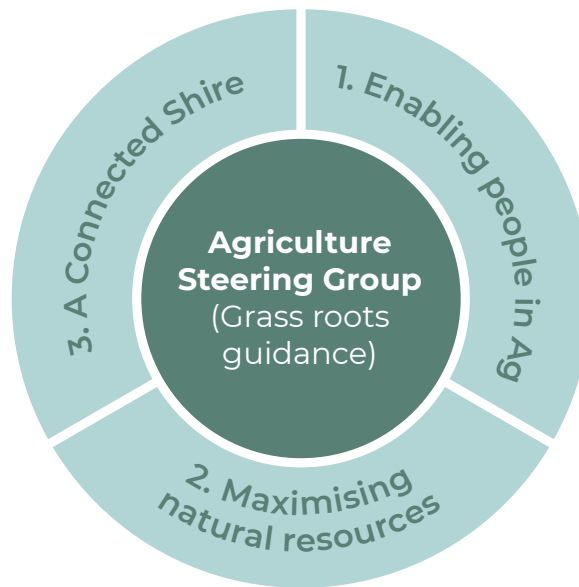 1. Enabling people in Ag
2. Maximising
natural resources
3. A Connected Shire
Agriculture
Steering Group
(Grass roots
guidance)